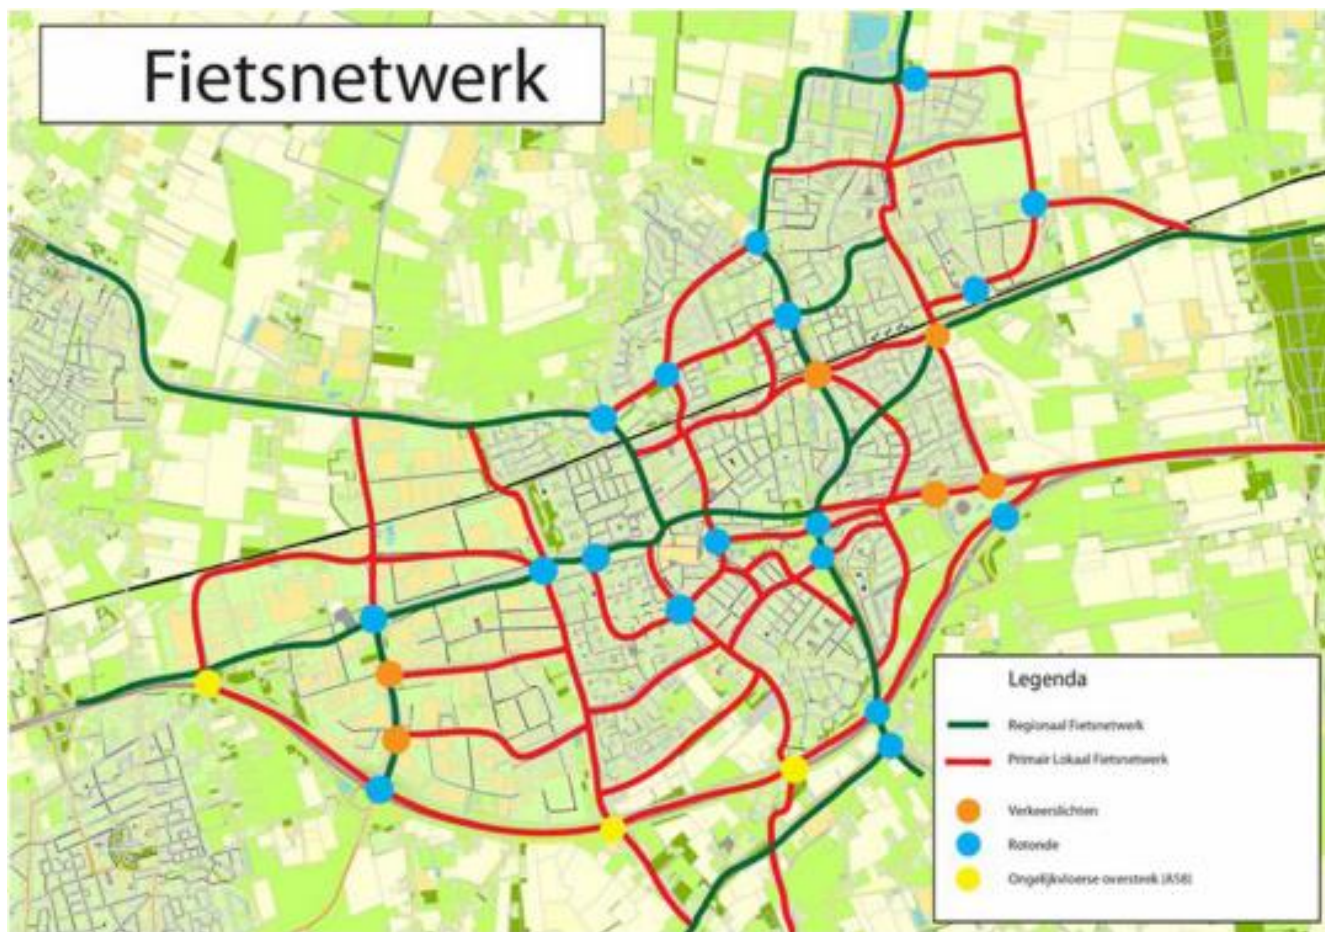 Fietsnetwerk
Legenda
Regionaal Fietsnetwerk
Primair Lokaal Fietsnetwerk
Verkeerslichten
Rotonde
Ongelijkvloerse oversteek (A58)